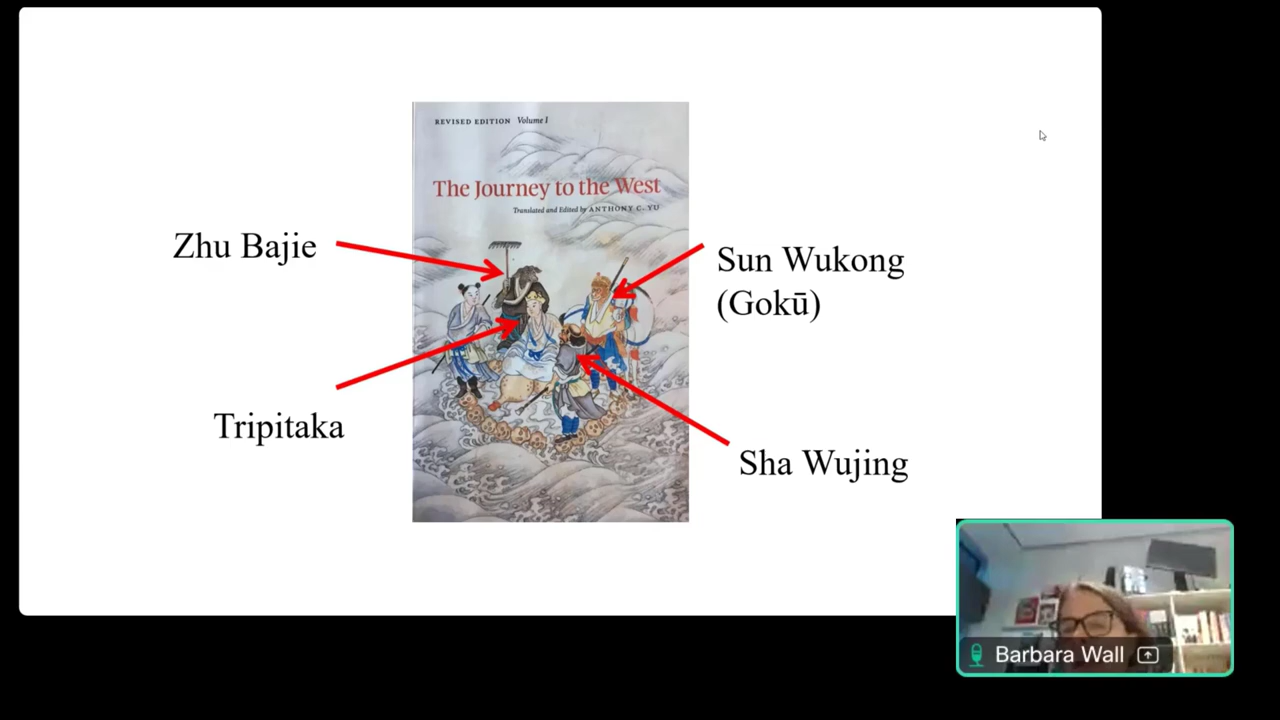 REVISED EDITION Volume I
The Journey to the West
Translated and Edited by ANTHONY C. YU
Zhu Bajie
Sun Wukong
(Gokū)
Tripitaka
Sha Wujing
Barbara Wall